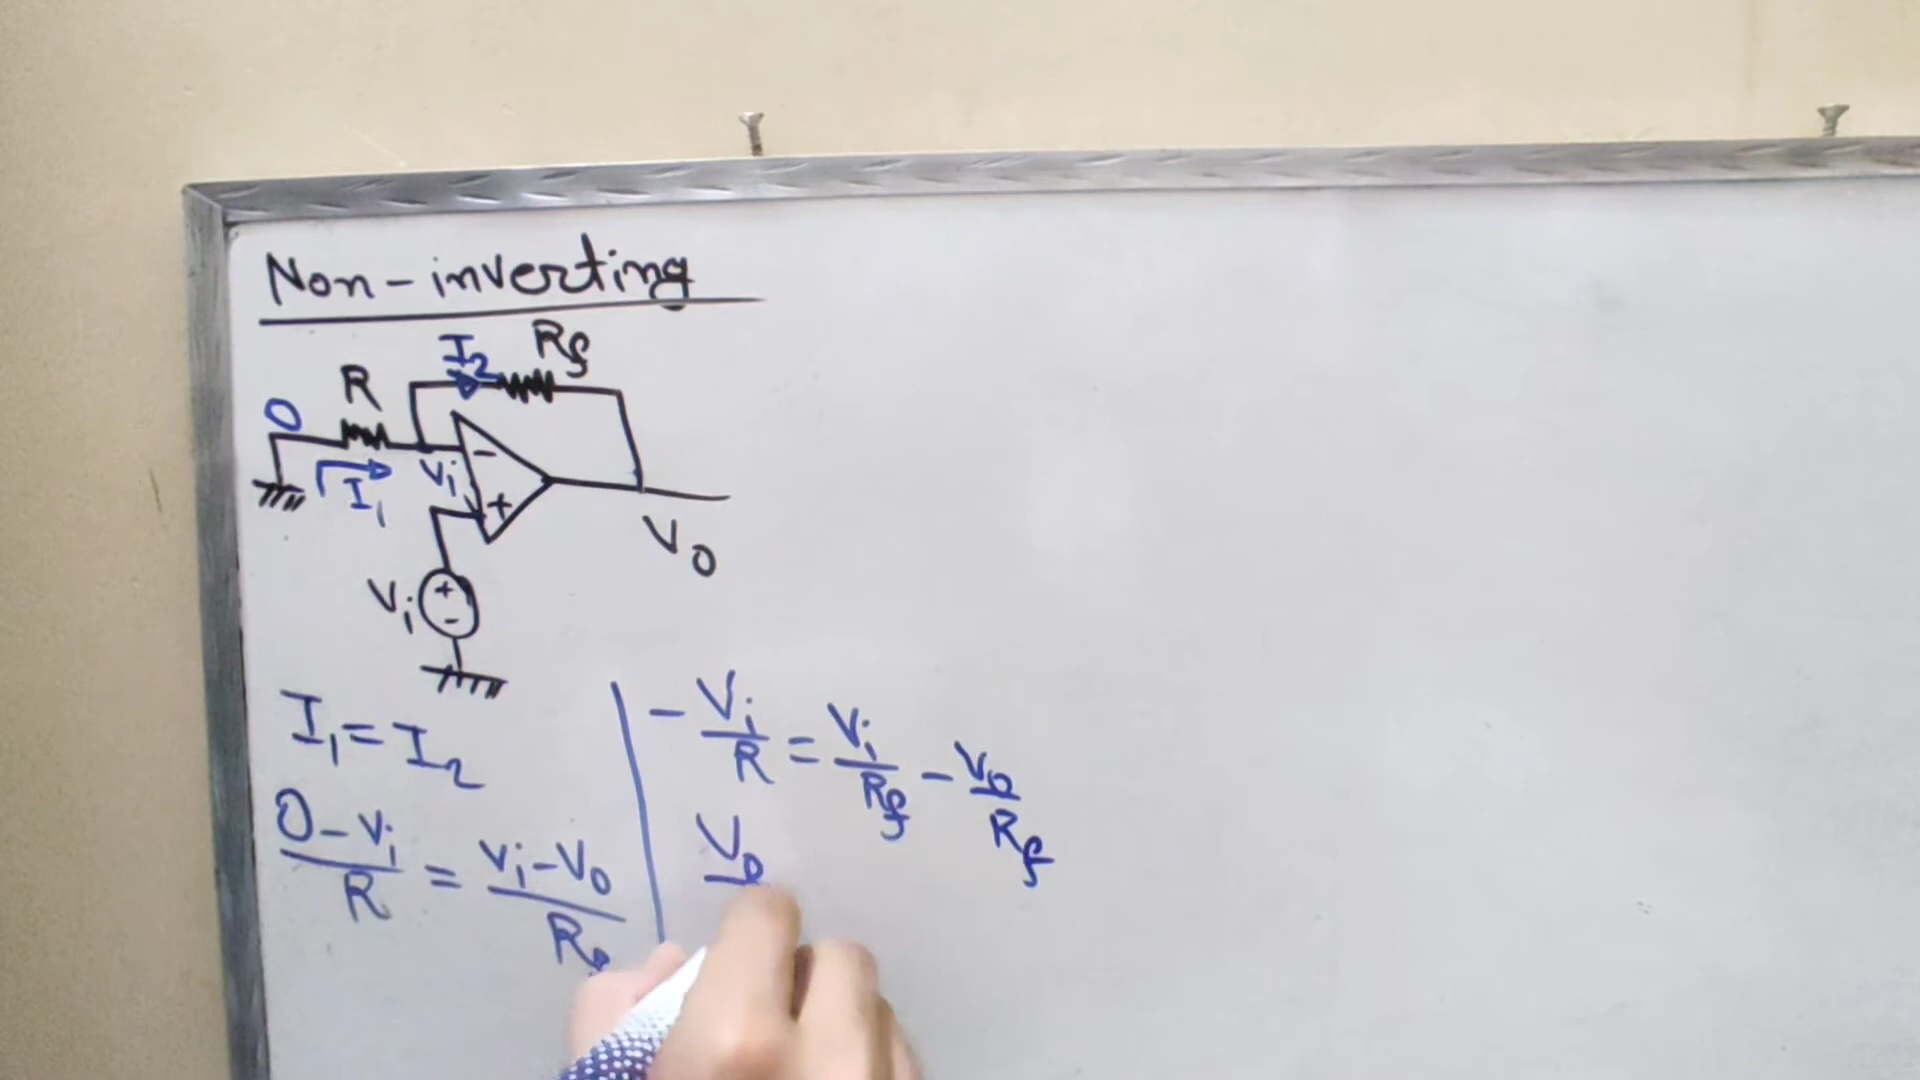 Non-inverting
I₂ Rf
R
0
I₁ Vi -
+
Vo
Vi + -
I₁ = I₂
(0 - Vi)/R = (Vi - Vo)/Rf
- Vi/R = Vi/Rf - Vo/Rf
Vo